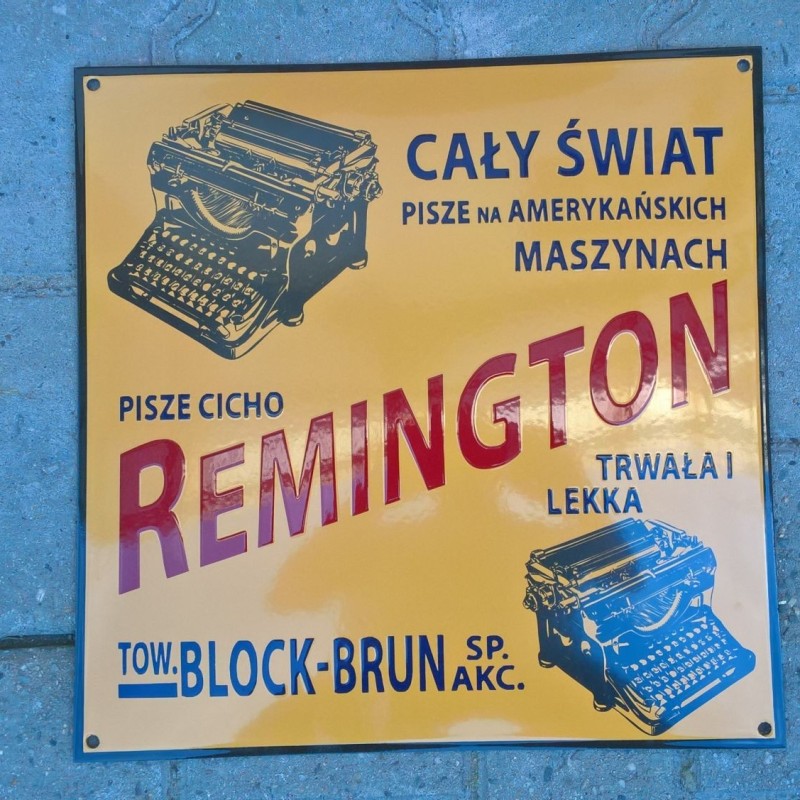 CAŁY ŚWIAT
PISZE NA AMERYKAŃSKICH
MASZYNACH
PISZE CICHO
REMINGTON
TRWAŁA I
LEKKA
TOW. BLOCK-BRUN SP. AKC.